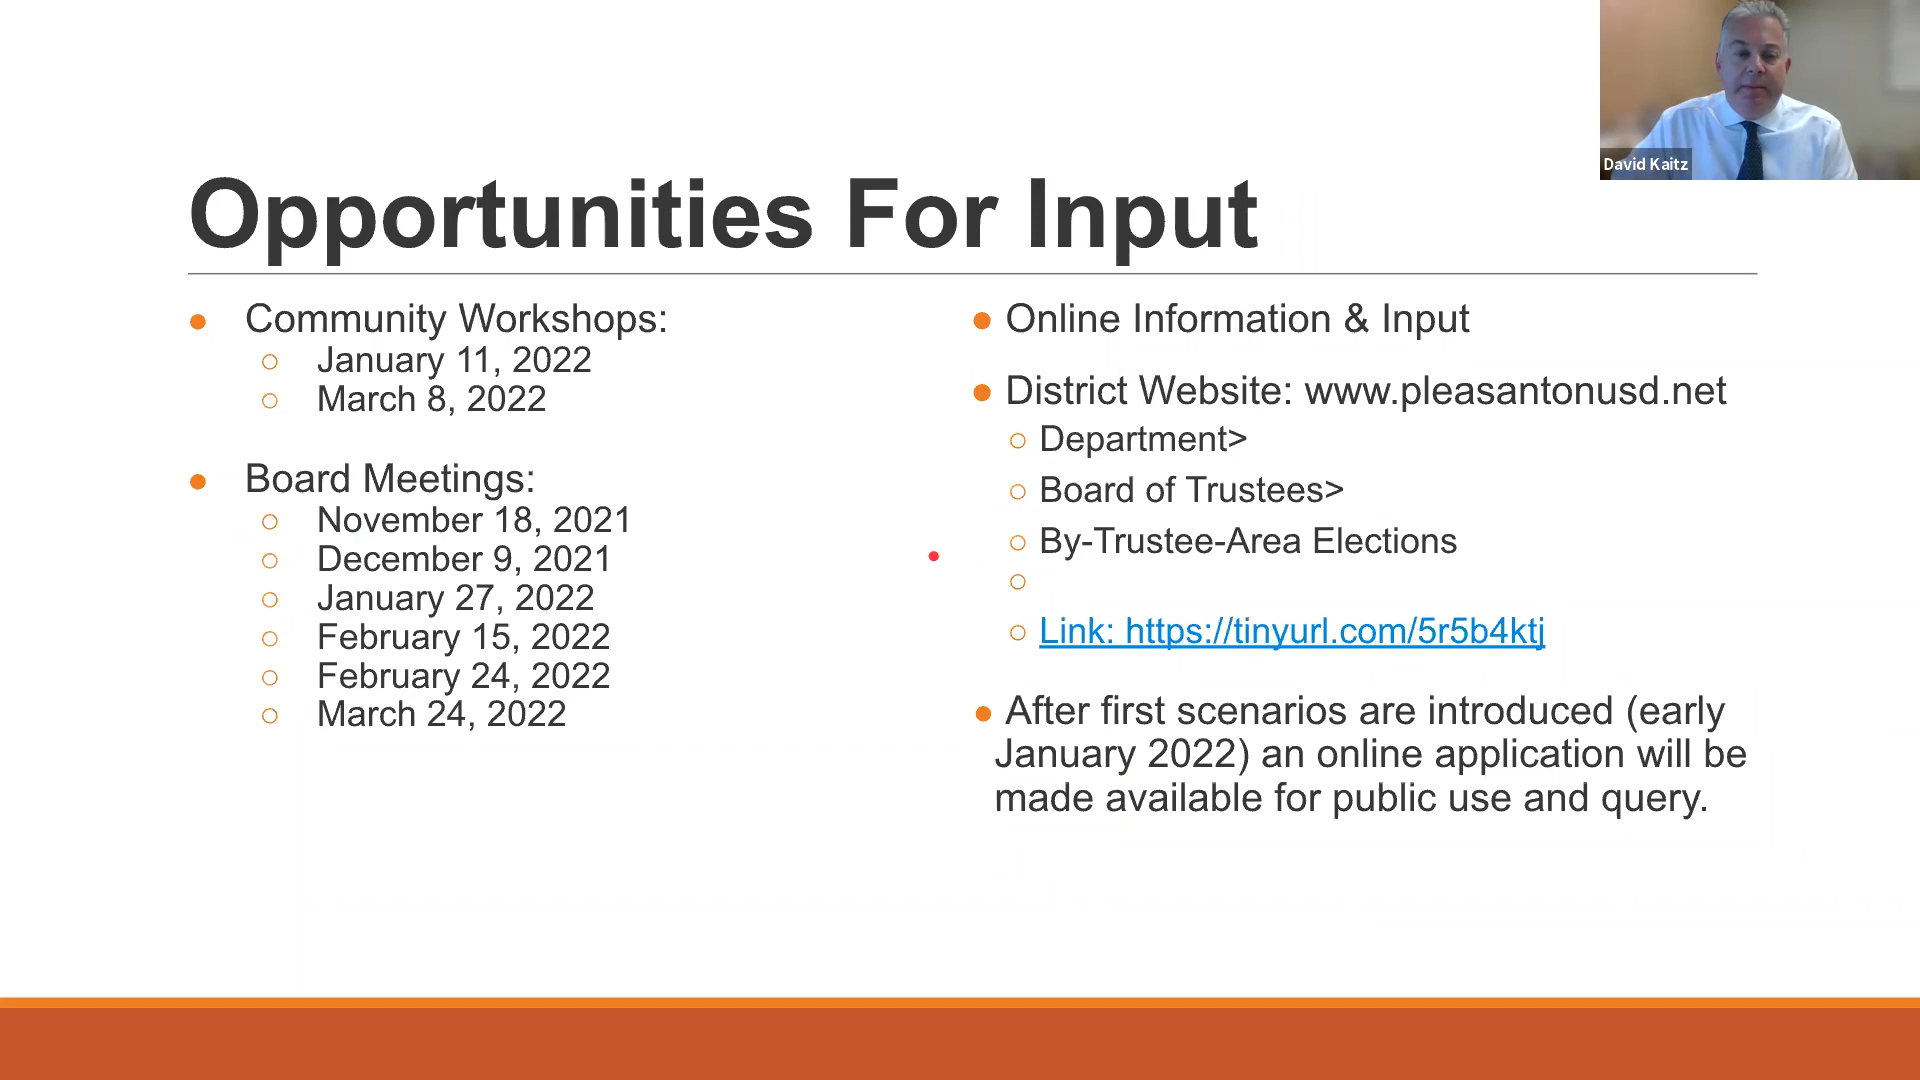 David Kaitz
Opportunities For Input
Community Workshops:
January 11, 2022
March 8, 2022
Board Meetings:
November 18, 2021
December 9, 2021
January 27, 2022
February 15, 2022
February 24, 2022
March 24, 2022
Online Information & Input
District Website: www.pleasantonusd.net
Department>
Board of Trustees>
By-Trustee-Area Elections
Link: https://tinyurl.com/5r5b4ktj
After first scenarios are introduced (early
January 2022) an online application will be
made available for public use and query.